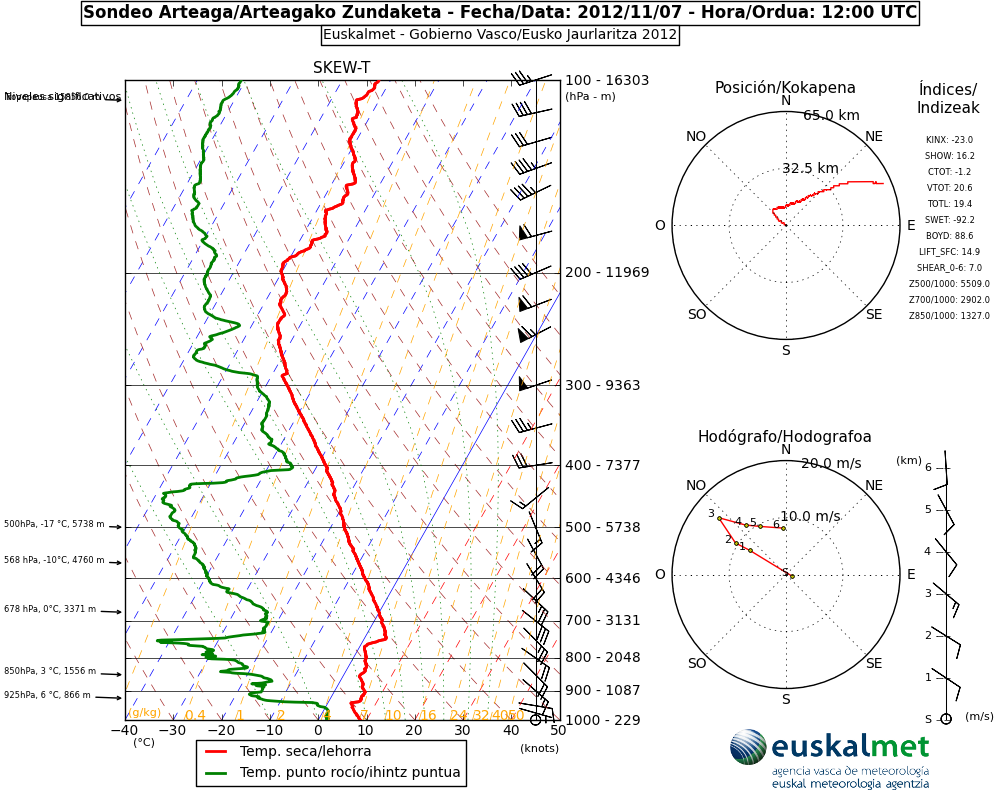 Sondeo Arteaga/Arteagako Zundaketa - Fecha/Data: 2012/11/07 - Hora/Ordua: 12:00 UTC
Euskalmet - Gobierno Vasco/Eusko Jaurlaritza 2012
SKEW-T
Niveles significativos
500hPa, -17 °C, 5738 m
568 hPa, -10°C, 4760 m
678 hPa, 0°C, 3371 m
850hPa, 3 °C, 1556 m
925hPa, 6 °C, 866 m
100 - 16303
(hPa - m)
200 - 11969
300 - 9363
400 - 7377
500 - 5738
600 - 4346
700 - 3131
800 - 2048
900 - 1087
1000 - 229
(g/kg) 0.4 1 2 4 7 10 16 24 32 40 50
−40 −30 −20 −10 0 10 20 30 40 50
(°C)
(knots)
Temp. seca/lehorra
Temp. punto rocío/ihintz puntua
Posición/Kokapena
N
65.0 km
NO
NE
32.5 km
O
E
SO
SE
S
Índices/
Indizeak
KINX: -23.0
SHOW: 16.2
CTOT: -1.2
VTOT: 20.6
TOTL: 19.4
SWET: -92.2
BOYD: 88.6
LIFT_SFC: 14.9
SHEAR_0-6: 7.0
Z500/1000: 5509.0
Z700/1000: 2902.0
Z850/1000: 1327.0
Hodógrafo/Hodografoa
N
20.0 m/s
NO
NE
10.0 m/s
3
4
5
6
2
1
S
O
E
SO
SE
S
(km)
6
5
4
3
2
1
S
(m/s)
euskalmet
agencia vasca de meteorología
euskal meteorologia agentzia